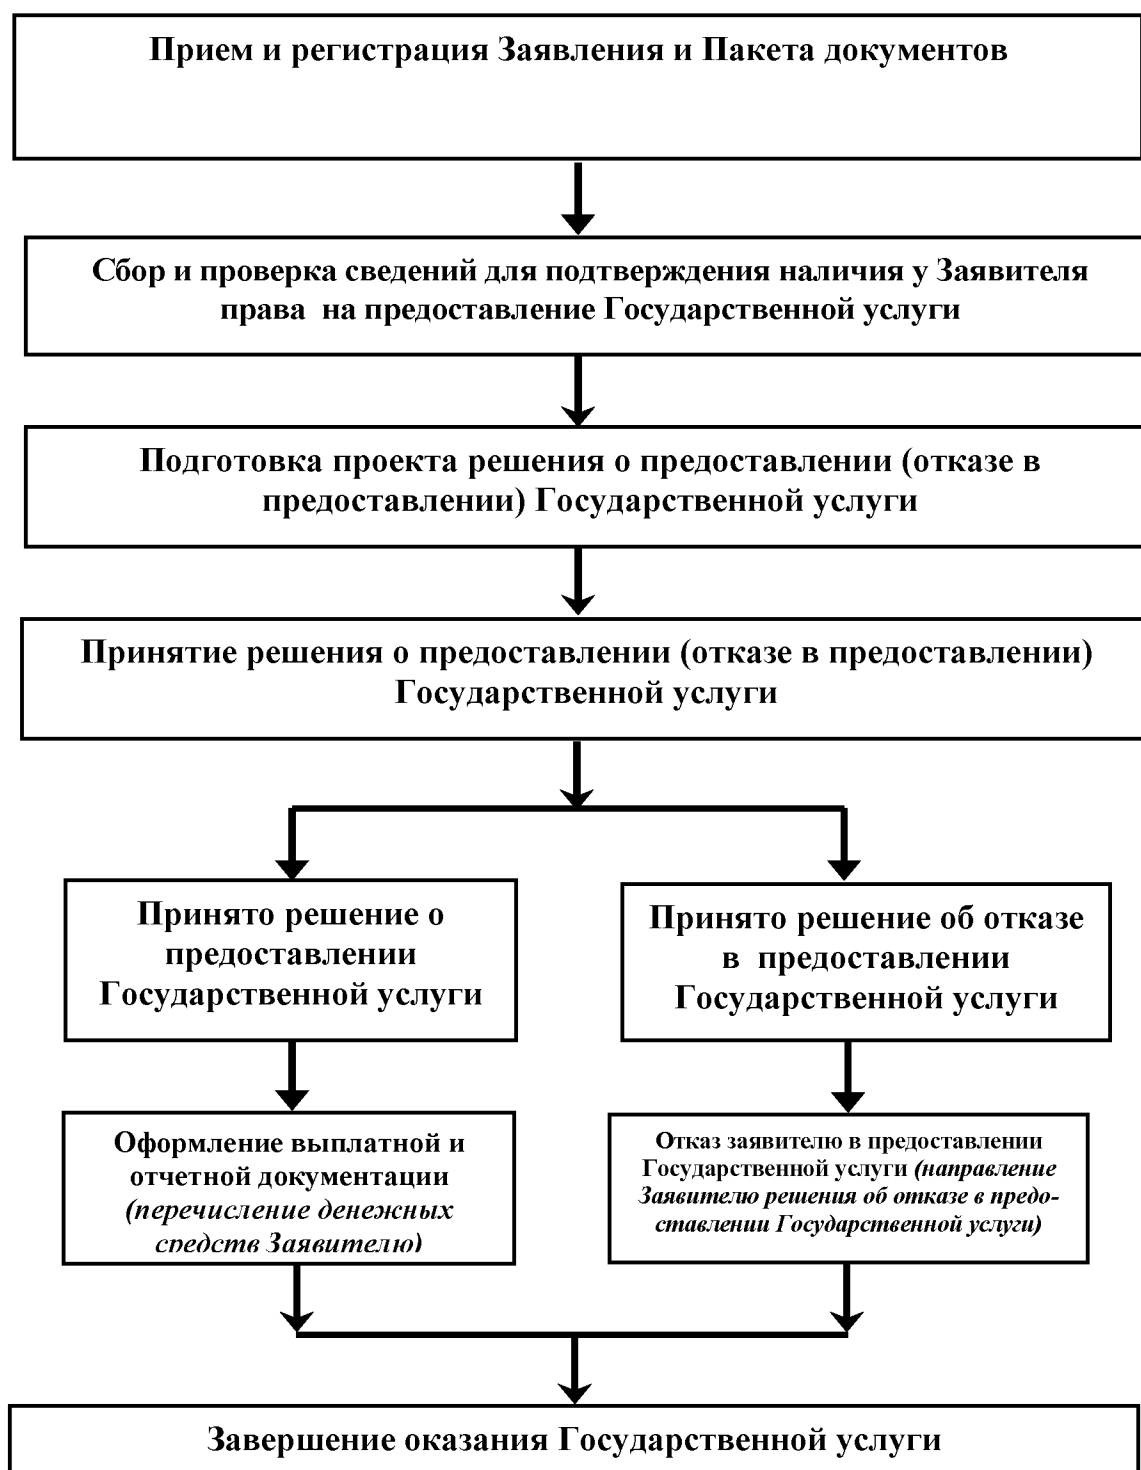 Прием и регистрация Заявления и Пакета документов
Сбор и проверка сведений для подтверждения наличия у Заявителя
права на предоставление Государственной услуги
Подготовка проекта решения о предоставлении (отказе в
предоставлении) Государственной услуги
Принятие решения о предоставлении (отказе в предоставлении)
Государственной услуги
Принято решение о
предоставлении
Государственной услуги
Принято решение об отказе
в предоставлении
Государственной услуги
Оформление выплатной и
отчетной документации
(перечисление денежных
средств Заявителю)
Отказ заявителю в предоставлении
Государственной услуги (направление
Заявителю решения об отказе в предо-
ставлении Государственной услуги)
Завершение оказания Государственной услуги